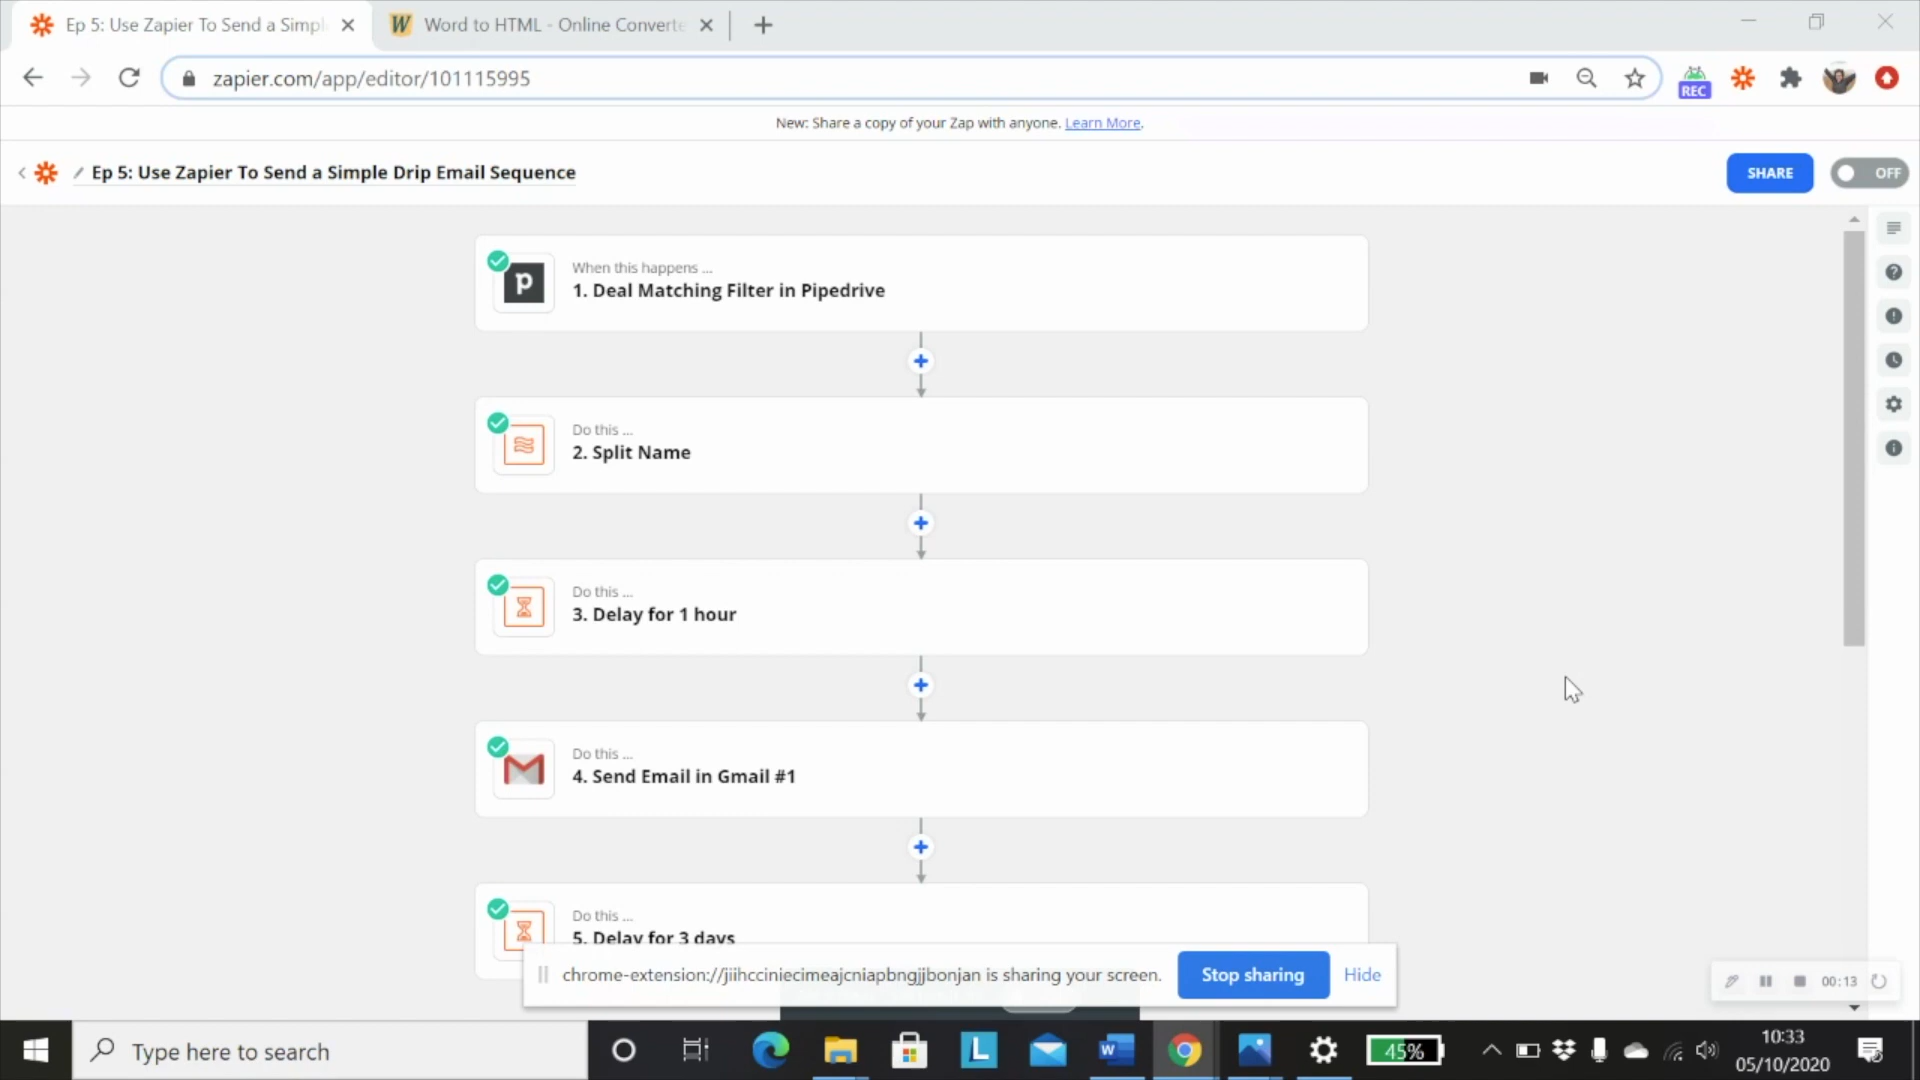 Ep 5: Use Zapier To Send a Simpl
W Word to HTML - Online Converte
zapier.com/app/editor/101115995
REC
New: Share a copy of your Zap with anyone. Learn More.
Ep 5: Use Zapier To Send a Simple Drip Email Sequence
SHARE
OFF
When this happens ...
p
1. Deal Matching Filter in Pipedrive
Do this ...
2. Split Name
Do this ...
3. Delay for 1 hour
Do this ...
4. Send Email in Gmail #1
Do this ...
5. Delay for 3 days
chrome-extension://jiihcciniecimeajcniapbngjjbonjan is sharing your screen.
Stop sharing
Hide
00:13
Type here to search
L
W
45%
10:33
05/10/2020